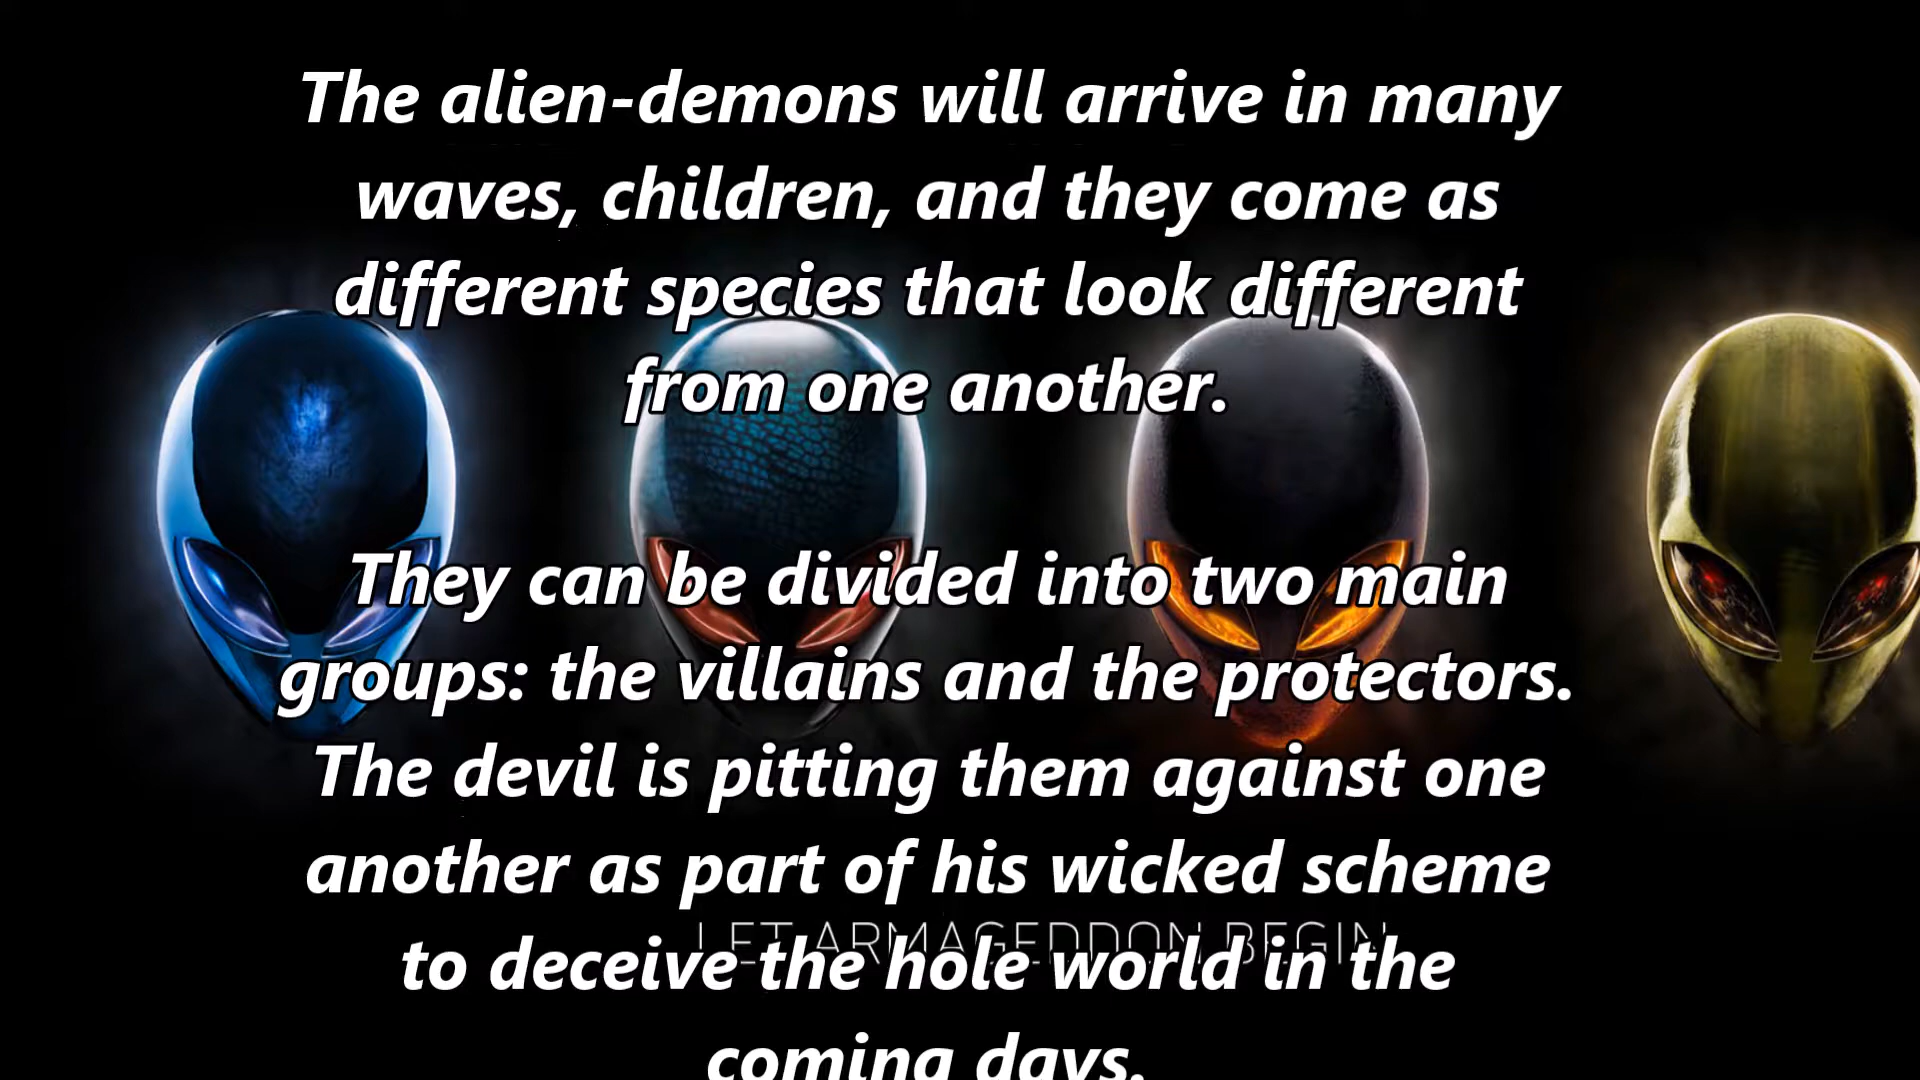 The alien-demons will arrive in many
waves, children, and they come as
different species that look different
from one another.
They can be divided into two main
groups: the villains and the protectors.
The devil is pitting them against one
another as part of his wicked scheme
LET ARMAGEDDON BEGIN
to deceive the hole world in the
coming days.